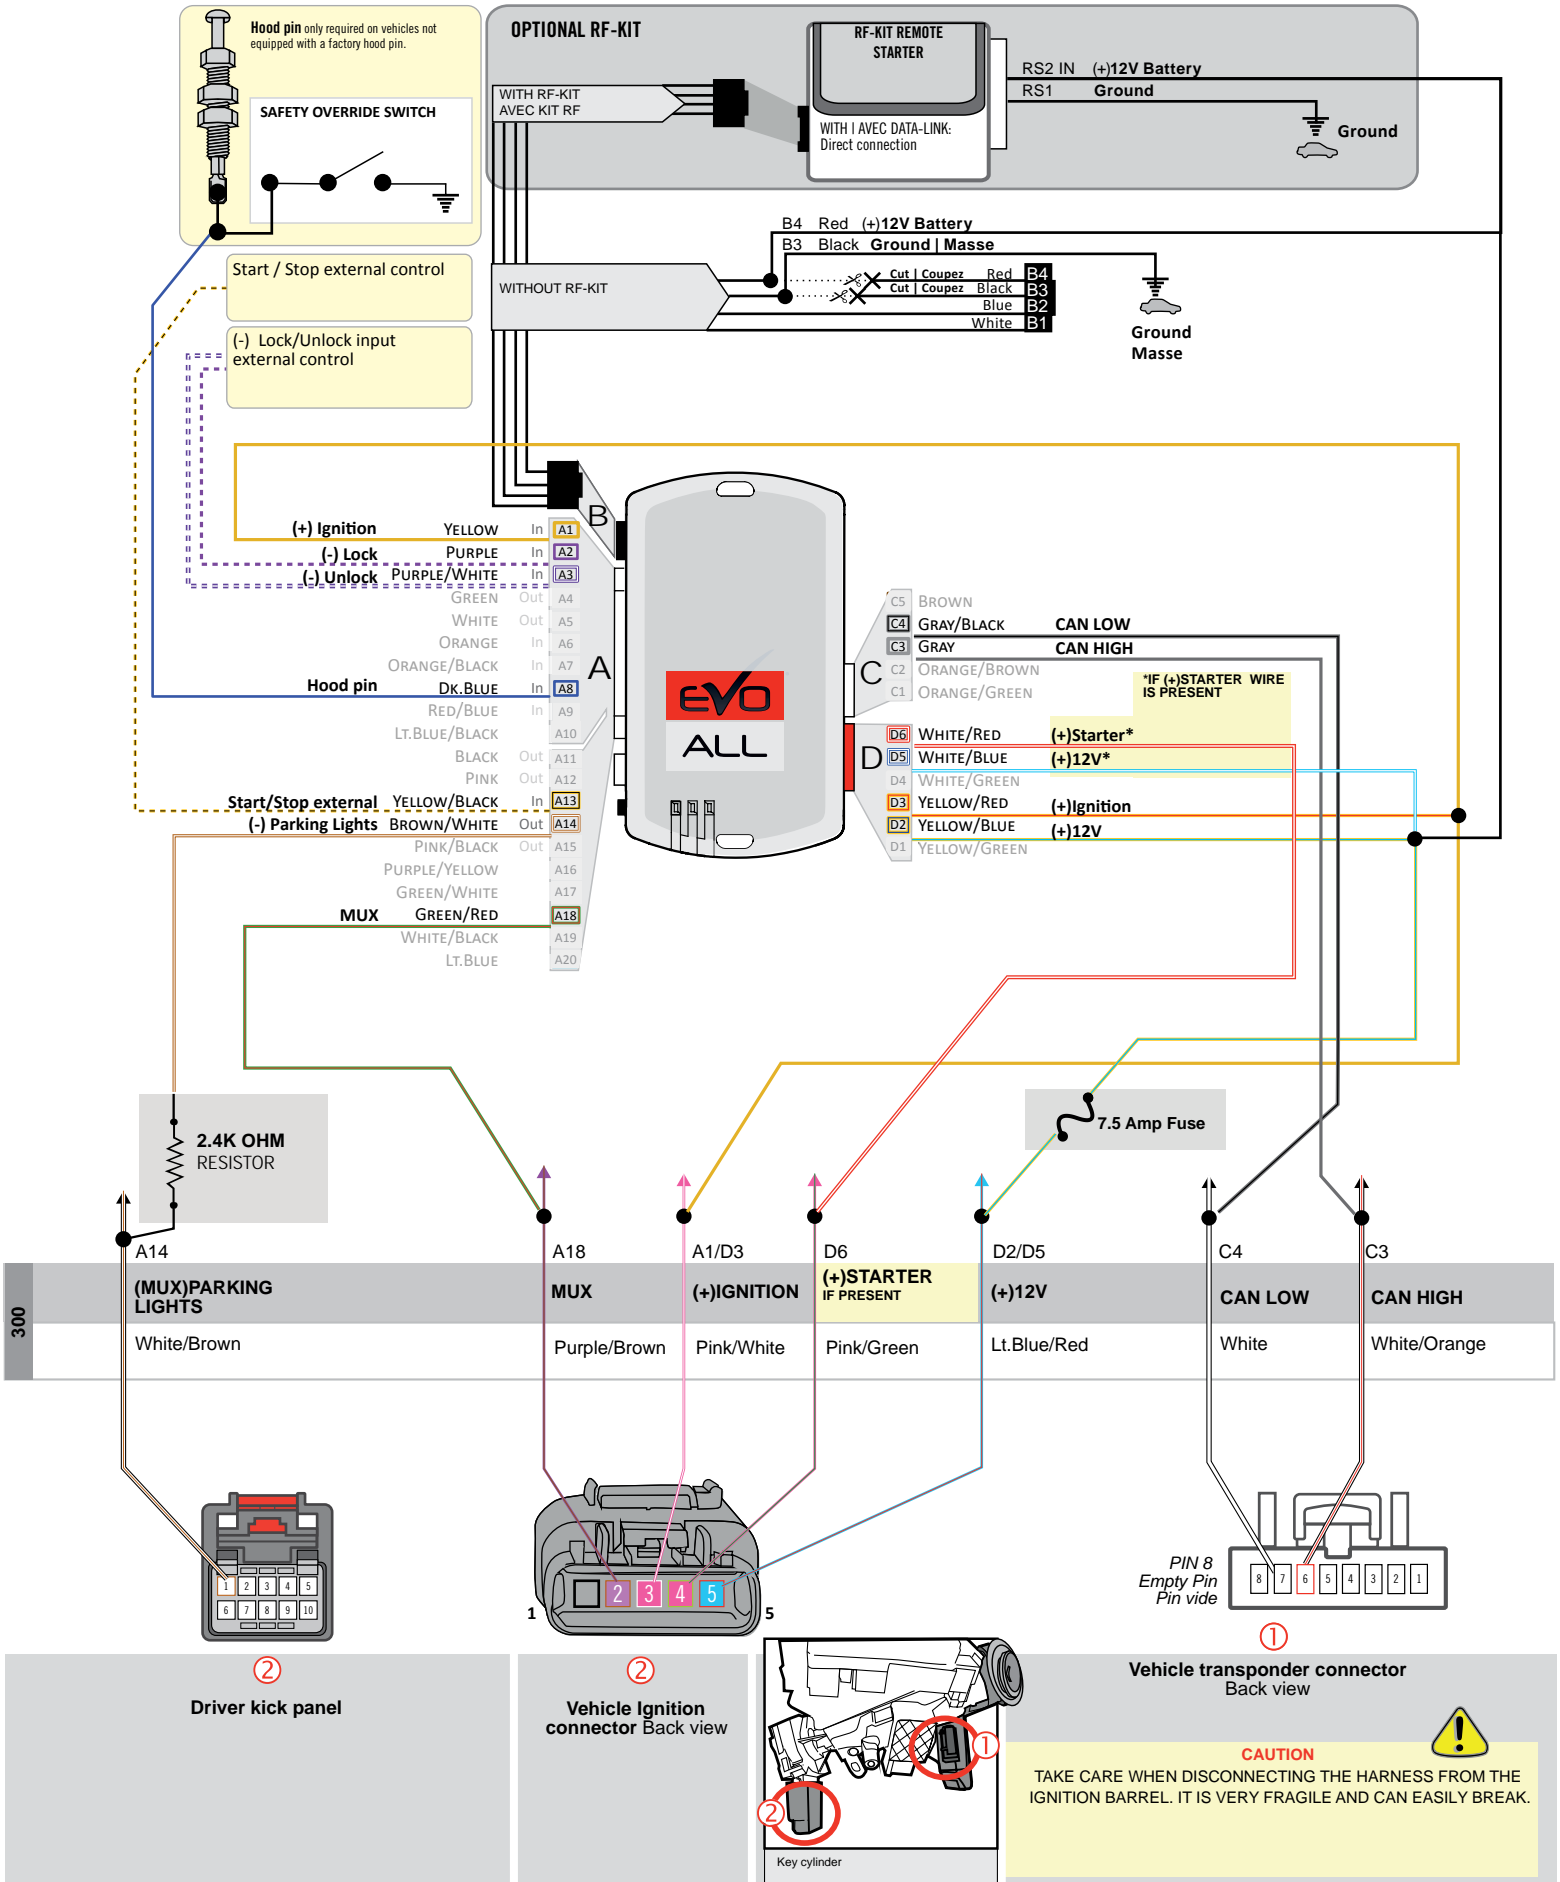 Hood pin only required on vehicles not
equipped with a factory hood pin.
SAFETY OVERRIDE SWITCH
OPTIONAL RF-KIT
RF-KIT REMOTE
STARTER
WITH RF-KIT
AVEC KIT RF
WITH | AVEC DATA-LINK:
Direct connection
RS2 IN (+)12V Battery
RS1 Ground
Ground
Start / Stop external control
(-) Lock/Unlock input
external control
WITHOUT RF-KIT
B4 Red (+)12V Battery
B3 Black Ground | Masse
Cut | Coupez Red B4
Cut | Coupez Black B3
Blue B2
White B1
Ground
Masse
B
A
C
D
EVO
ALL
(+) Ignition YELLOW In A1
(-) Lock PURPLE In A2
(-) Unlock PURPLE/WHITE In A3
GREEN Out A4
WHITE Out A5
ORANGE In A6
ORANGE/BLACK In A7
Hood pin DK.BLUE In A8
RED/BLUE In A9
LT.BLUE/BLACK A10
BLACK Out A11
PINK Out A12
Start/Stop external YELLOW/BLACK In A13
(-) Parking Lights BROWN/WHITE Out A14
PINK/BLACK Out A15
PURPLE/YELLOW A16
GREEN/WHITE A17
MUX GREEN/RED A18
WHITE/BLACK A19
LT.BLUE A20
C5 BROWN
C4 GRAY/BLACK CAN LOW
C3 GRAY CAN HIGH
C2 ORANGE/BROWN
C1 ORANGE/GREEN
*IF (+)STARTER WIRE
IS PRESENT
D6 WHITE/RED (+)Starter*
D5 WHITE/BLUE (+)12V*
D4 WHITE/GREEN
D3 YELLOW/RED (+)Ignition
D2 YELLOW/BLUE (+)12V
D1 YELLOW/GREEN
2.4K OHM
RESISTOR
7.5 Amp Fuse
A14 A18 A1/D3 D6 D2/D5 C4 C3
300
(MUX)PARKING
LIGHTS
MUX
(+)IGNITION
(+)STARTER
IF PRESENT
(+)12V
CAN LOW
CAN HIGH
White/Brown Purple/Brown Pink/White Pink/Green Lt.Blue/Red White White/Orange
1 2 3 4 5
6 7 8 9 10
2 3 4 5
1 5
PIN 8
Empty Pin
Pin vide
8 7 6 5 4 3 2 1
2
Driver kick panel
2
Vehicle Ignition
connector Back view
1
2
Key cylinder
1
Vehicle transponder connector
Back view
CAUTION
TAKE CARE WHEN DISCONNECTING THE HARNESS FROM THE
IGNITION BARREL. IT IS VERY FRAGILE AND CAN EASILY BREAK.